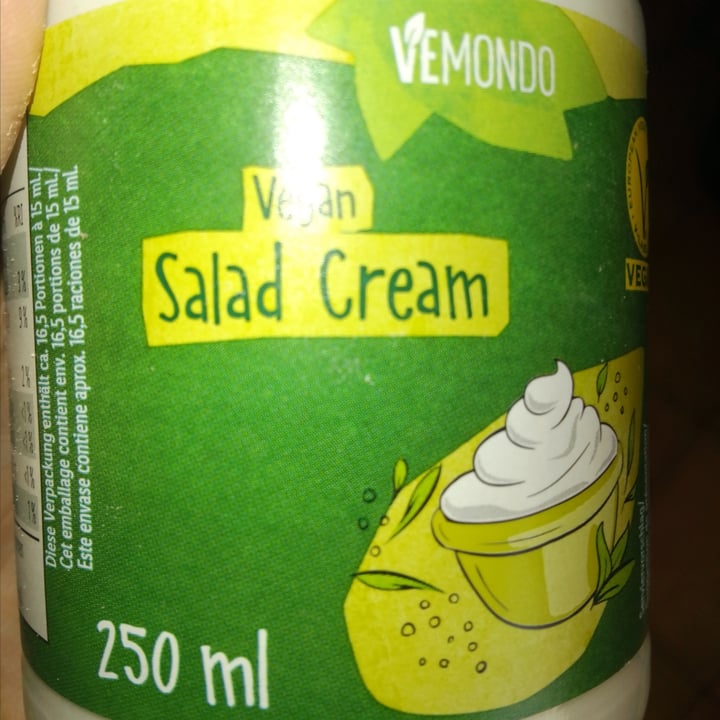 VEMONDO
Vegan
Salad Cream
250 ml
Diese Verpackung enthält ca. 16,5 Portionen à 15 ml./
Cet emballage contient env. 16,5 portions de 15 ml./
Este envase contiene aprox. 16,5 raciones de 15 ml.